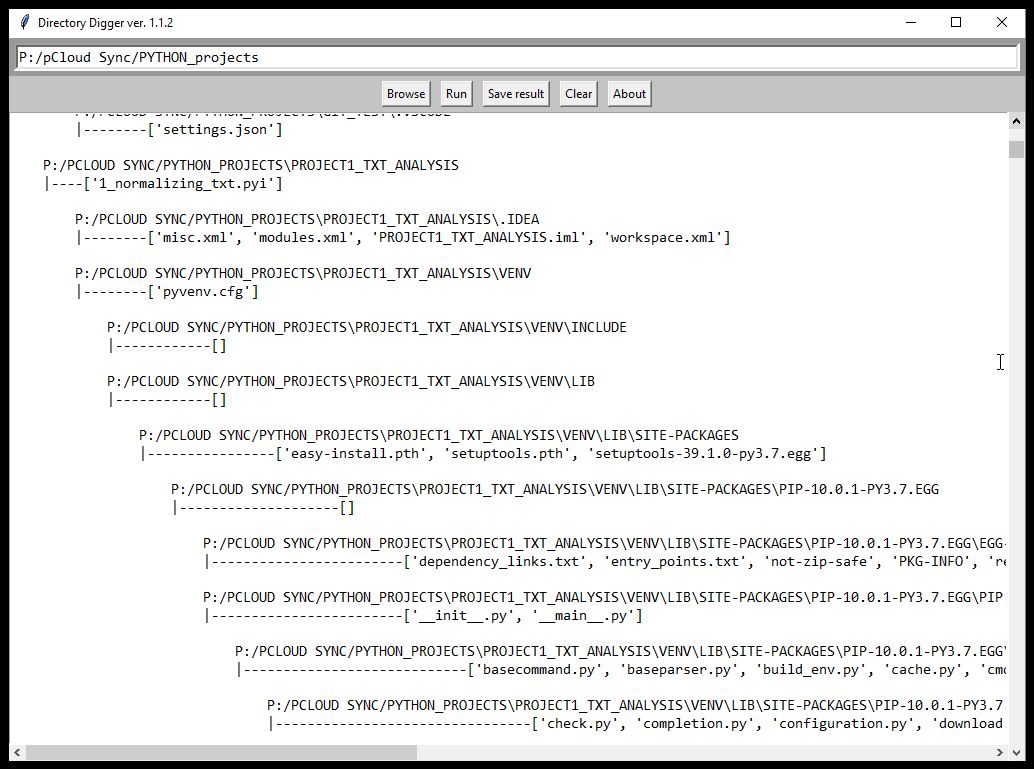 Directory Digger ver. 1.1.2
P:/pCloud Sync/PYTHON_projects
Browse Run Save result Clear About
P:/PCLOUD SYNC/PYTHON_PROJECTS\GIT_TEST\.VSCODE
|--------['settings.json']
P:/PCLOUD SYNC/PYTHON_PROJECTS\PROJECT1_TXT_ANALYSIS
|----['1_normalizing_txt.pyi']
P:/PCLOUD SYNC/PYTHON_PROJECTS\PROJECT1_TXT_ANALYSIS\.IDEA
|--------['misc.xml', 'modules.xml', 'PROJECT1_TXT_ANALYSIS.iml', 'workspace.xml']
P:/PCLOUD SYNC/PYTHON_PROJECTS\PROJECT1_TXT_ANALYSIS\VENV
|--------['pyvenv.cfg']
P:/PCLOUD SYNC/PYTHON_PROJECTS\PROJECT1_TXT_ANALYSIS\VENV\INCLUDE
|------------[]
P:/PCLOUD SYNC/PYTHON_PROJECTS\PROJECT1_TXT_ANALYSIS\VENV\LIB
|------------[]
P:/PCLOUD SYNC/PYTHON_PROJECTS\PROJECT1_TXT_ANALYSIS\VENV\LIB\SITE-PACKAGES
|----------------['easy-install.pth', 'setuptools.pth', 'setuptools-39.1.0-py3.7.egg']
P:/PCLOUD SYNC/PYTHON_PROJECTS\PROJECT1_TXT_ANALYSIS\VENV\LIB\SITE-PACKAGES\PIP-10.0.1-PY3.7.EGG
|--------------------[]
P:/PCLOUD SYNC/PYTHON_PROJECTS\PROJECT1_TXT_ANALYSIS\VENV\LIB\SITE-PACKAGES\PIP-10.0.1-PY3.7.EGG\EGG-
|------------------------['dependency_links.txt', 'entry_points.txt', 'not-zip-safe', 'PKG-INFO', 're
P:/PCLOUD SYNC/PYTHON_PROJECTS\PROJECT1_TXT_ANALYSIS\VENV\LIB\SITE-PACKAGES\PIP-10.0.1-PY3.7.EGG\PIP
|------------------------['__init__.py', '__main__.py']
P:/PCLOUD SYNC/PYTHON_PROJECTS\PROJECT1_TXT_ANALYSIS\VENV\LIB\SITE-PACKAGES\PIP-10.0.1-PY3.7.EGG\
|----------------------------['basecommand.py', 'baseparser.py', 'build_env.py', 'cache.py', 'cmd
P:/PCLOUD SYNC/PYTHON_PROJECTS\PROJECT1_TXT_ANALYSIS\VENV\LIB\SITE-PACKAGES\PIP-10.0.1-PY3.7.
|--------------------------------['check.py', 'completion.py', 'configuration.py', 'download.